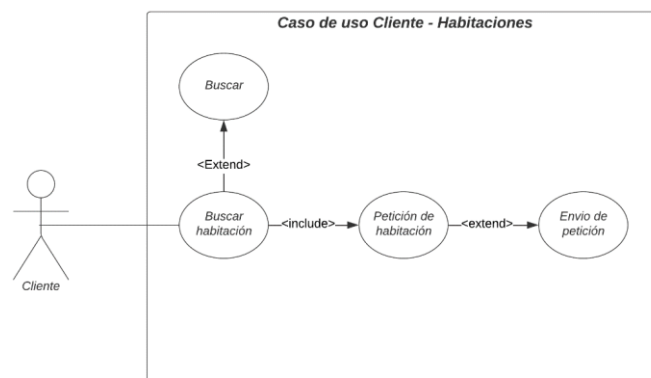 Caso de uso Cliente - Habitaciones
Buscar
<Extend>
Buscar
habitación
<include>
Petición de
habitación
<extend>
Envio de
petición
Cliente